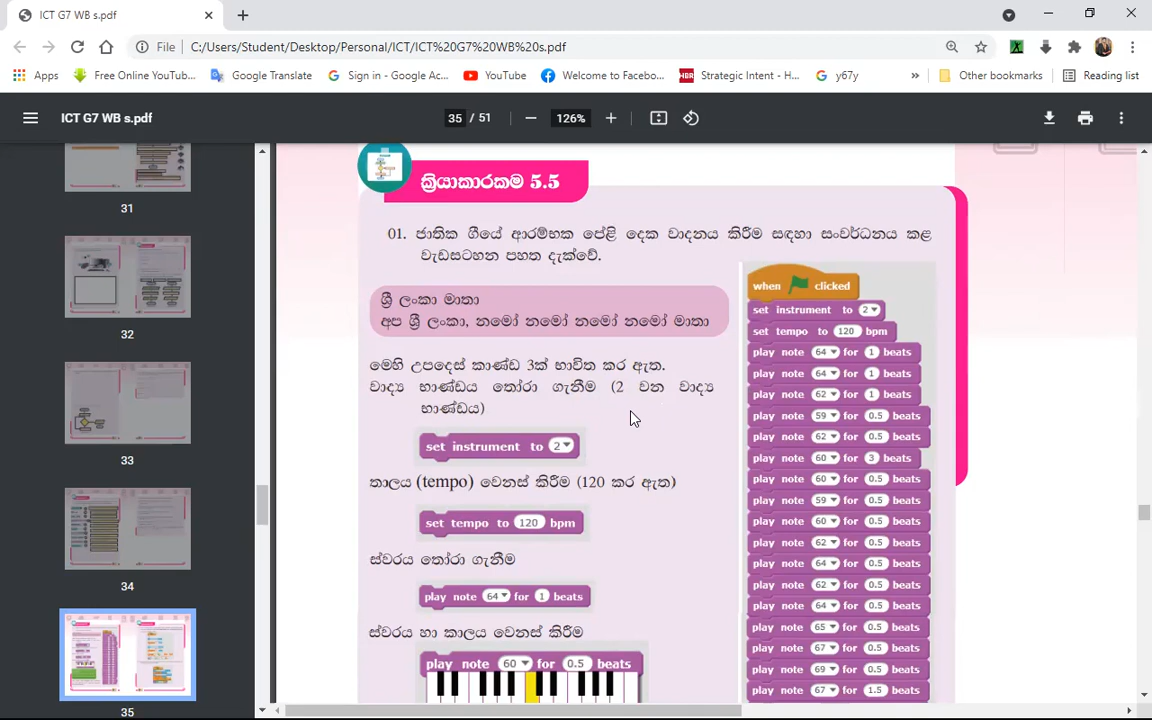 ICT G7 WB s.pdf
File
C:/Users/Student/Desktop/Personal/ICT/ICT%20G7%20WB%20s.pdf
Apps
Free Online YouTub...
Google Translate
Sign in - Google Ac...
YouTube
Welcome to Facebo...
HBR
Strategic Intent - H...
y67y
»
Other bookmarks
Reading list
ICT G7 WB s.pdf
35 / 51
126%
31
32
33
34
35
ක්‍රියාකාරකම 5.5
01. ජාතික ගීයේ ආරම්භක පේළි දෙක වාදනය කිරීම සඳහා සංවර්ධනය කළ
වැඩසටහන පහත දැක්වේ.
ශ්‍රී ලංකා මාතා
අප ශ්‍රී ලංකා, නමෝ නමෝ නමෝ නමෝ මාතා
මෙහි උපදෙස් කාණ්ඩ 3ක් භාවිත කර ඇත.
වාද්‍ය භාණ්ඩය තෝරා ගැනීම (2 වන වාද්‍ය
භාණ්ඩය)
set instrument to 2
තාලය (tempo) වෙනස් කිරීම (120 කර ඇත)
set tempo to 120 bpm
ස්වරය තෝරා ගැනීම
play note 64 for 1 beats
ස්වරය හා කාලය වෙනස් කිරීම
play note 60 for 0.5 beats
when clicked
set instrument to 2
set tempo to 120 bpm
play note 64 for 1 beats
play note 64 for 1 beats
play note 62 for 1 beats
play note 59 for 0.5 beats
play note 62 for 0.5 beats
play note 60 for 3 beats
play note 60 for 0.5 beats
play note 59 for 0.5 beats
play note 60 for 0.5 beats
play note 62 for 0.5 beats
play note 64 for 0.5 beats
play note 62 for 0.5 beats
play note 64 for 0.5 beats
play note 65 for 0.5 beats
play note 67 for 0.5 beats
play note 69 for 0.5 beats
play note 67 for 1.5 beats